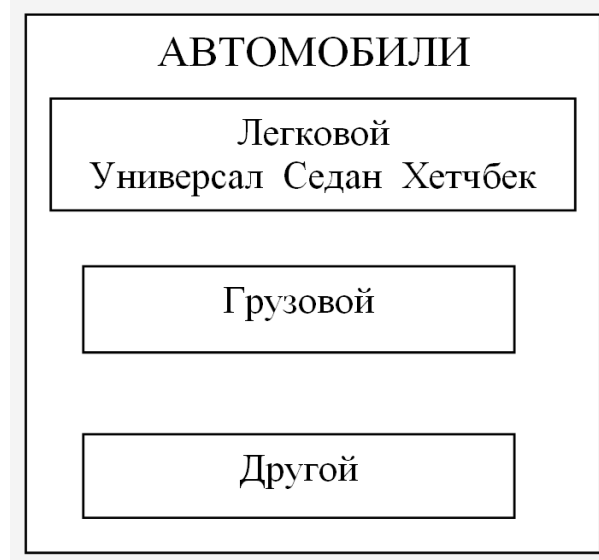 АВТОМОБИЛИ
Легковой
Универсал Седан Хетчбек
Грузовой
Другой